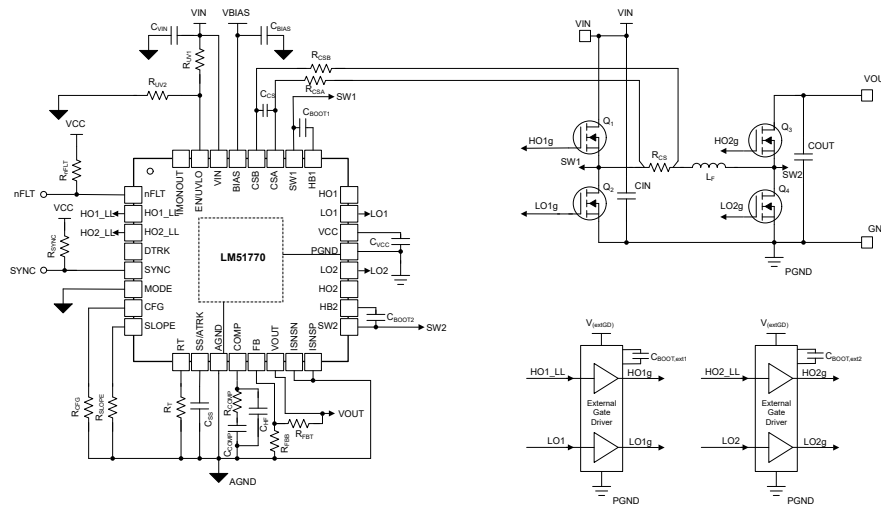 VIN
VBIAS
CVIN
CBIAS
RUV1
RUV2
RCSB
RCSA
CCS
SW1
CBOOT1
VCC
RnFLT
nFLT
VCC
RSYNC
SYNC
HO1_LL
HO2_LL
IMONOUT
EN/UVLO
VIN
BIAS
CSB
CSA
SW1
HB1
nFLT
HO1_LL
HO2_LL
DTRK
SYNC
MODE
CFG
SLOPE
LM51770
HO1
LO1
VCC
PGND
LO2
HO2
HB2
SW2
LO1
CVCC
LO2
CBOOT2
SW2
RT
SS/ATRK
AGND
COMP
FB
VOUT
ISNSN
ISNSP
RCFG
RSLOPE
RT
CSS
RCOMP
CCOMP
CHF
RFBB
RFBT
VOUT
AGND
VIN
VIN
VOU
HO1g
Q1
SW1
RCS
LF
HO2g
Q3
SW2
COUT
LO1g
Q2
CIN
LO2g
Q4
GN
PGND
V(extGD)
CBOOT,ext1
HO1_LL
HO1g
External
Gate
Driver
LO1
LO1g
PGND
V(extGD)
CBOOT,ext2
HO2_LL
HO2g
External
Gate
Driver
LO2
LO2g
PGND